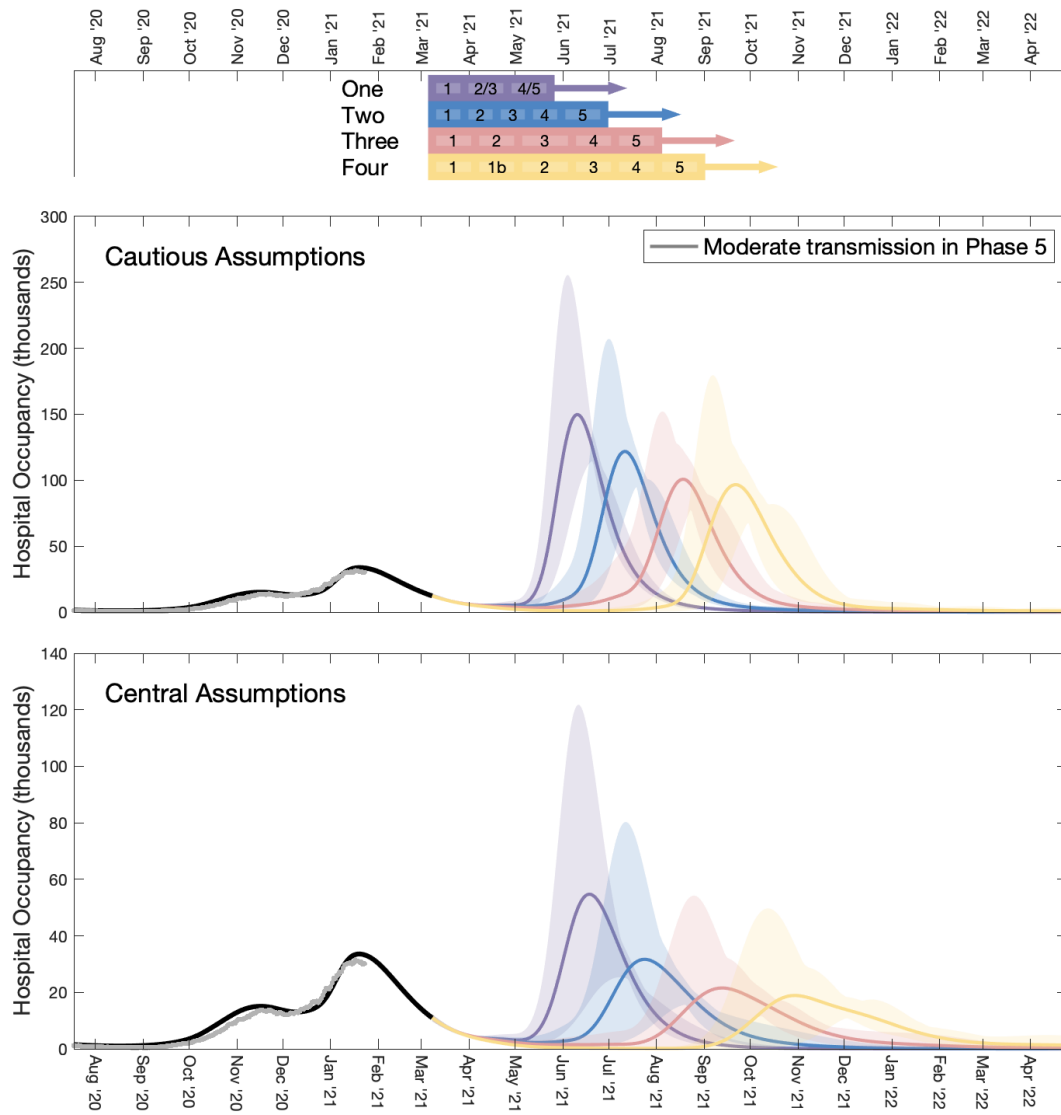 Aug '20 Sep '20 Oct '20 Nov '20 Dec '20 Jan '21 Feb '21 Mar '21 Apr '21 May '21 Jun '21 Jul '21 Aug '21 Sep '21 Oct '21 Nov '21 Dec '21 Jan '22 Feb '22 Mar '22 Apr '22
One 1 2/3 4/5
Two 1 2 3 4 5
Three 1 2 3 4 5
Four 1 1b 2 3 4 5
Cautious Assumptions
Moderate transmission in Phase 5
Hospital Occupancy (thousands)
300
250
200
150
100
50
0
Central Assumptions
Hospital Occupancy (thousands)
140
120
100
80
60
40
20
0
Aug '20 Sep '20 Oct '20 Nov '20 Dec '20 Jan '21 Feb '21 Mar '21 Apr '21 May '21 Jun '21 Jul '21 Aug '21 Sep '21 Oct '21 Nov '21 Dec '21 Jan '22 Feb '22 Mar '22 Apr '22